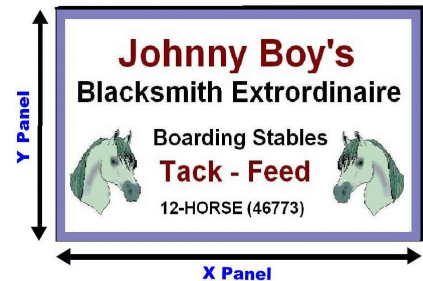 Johnny Boy's
Blacksmith Extrordinaire
Boarding Stables
Tack - Feed
12-HORSE (46773)
Y Panel
X Panel